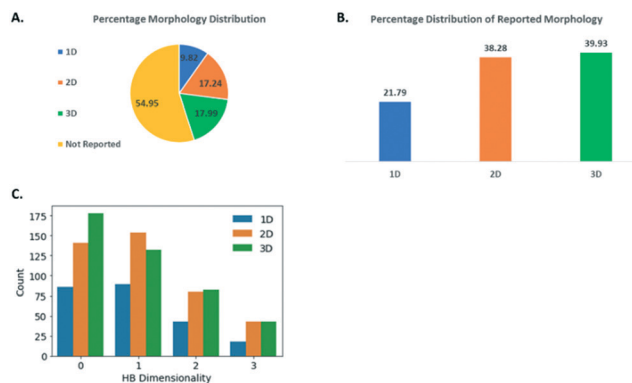 A.
Percentage Morphology Distribution
1D
2D
3D
Not Reported
9.82
17.24
17.99
54.95
B.
Percentage Distribution of Reported Morphology
21.79
38.28
39.93
1D
2D
3D
C.
175
150
125
100
75
50
25
0
Count
1D
2D
3D
0 1 2 3
HB Dimensionality